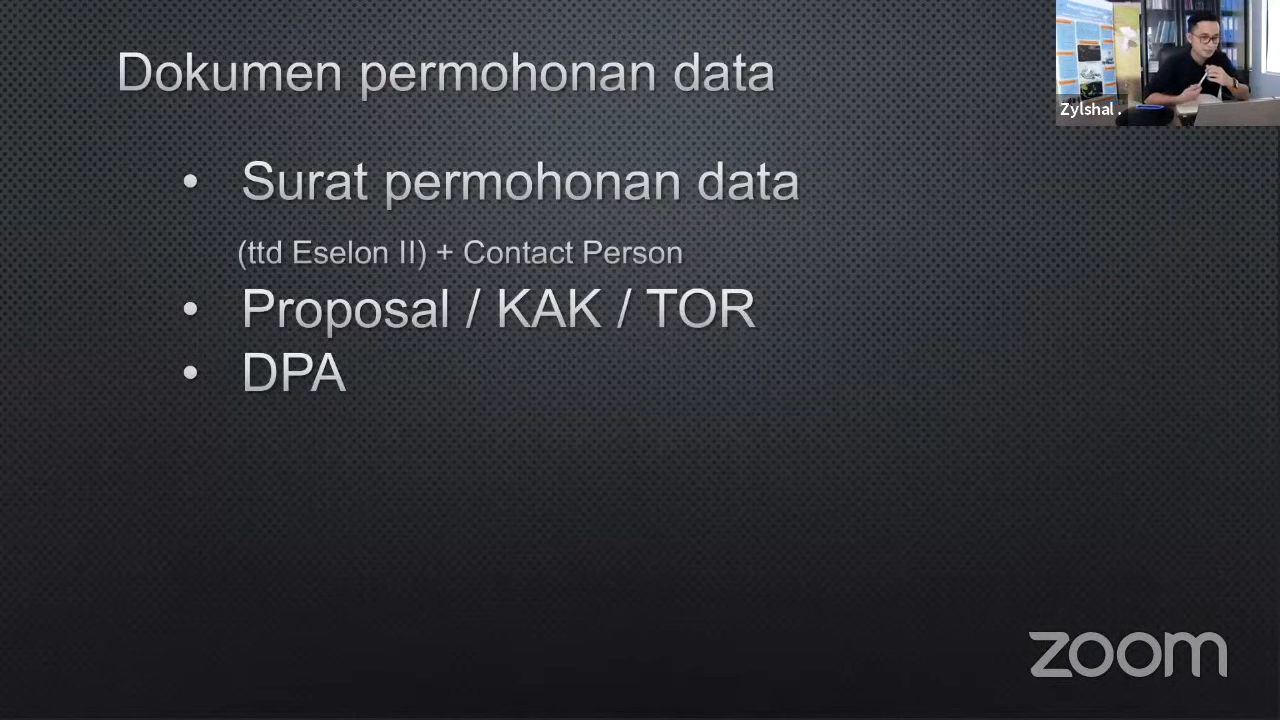 Dokumen permohonan data
Zylshal .
• Surat permohonan data
(ttd Eselon II) + Contact Person
• Proposal / KAK / TOR
• DPA
zoom